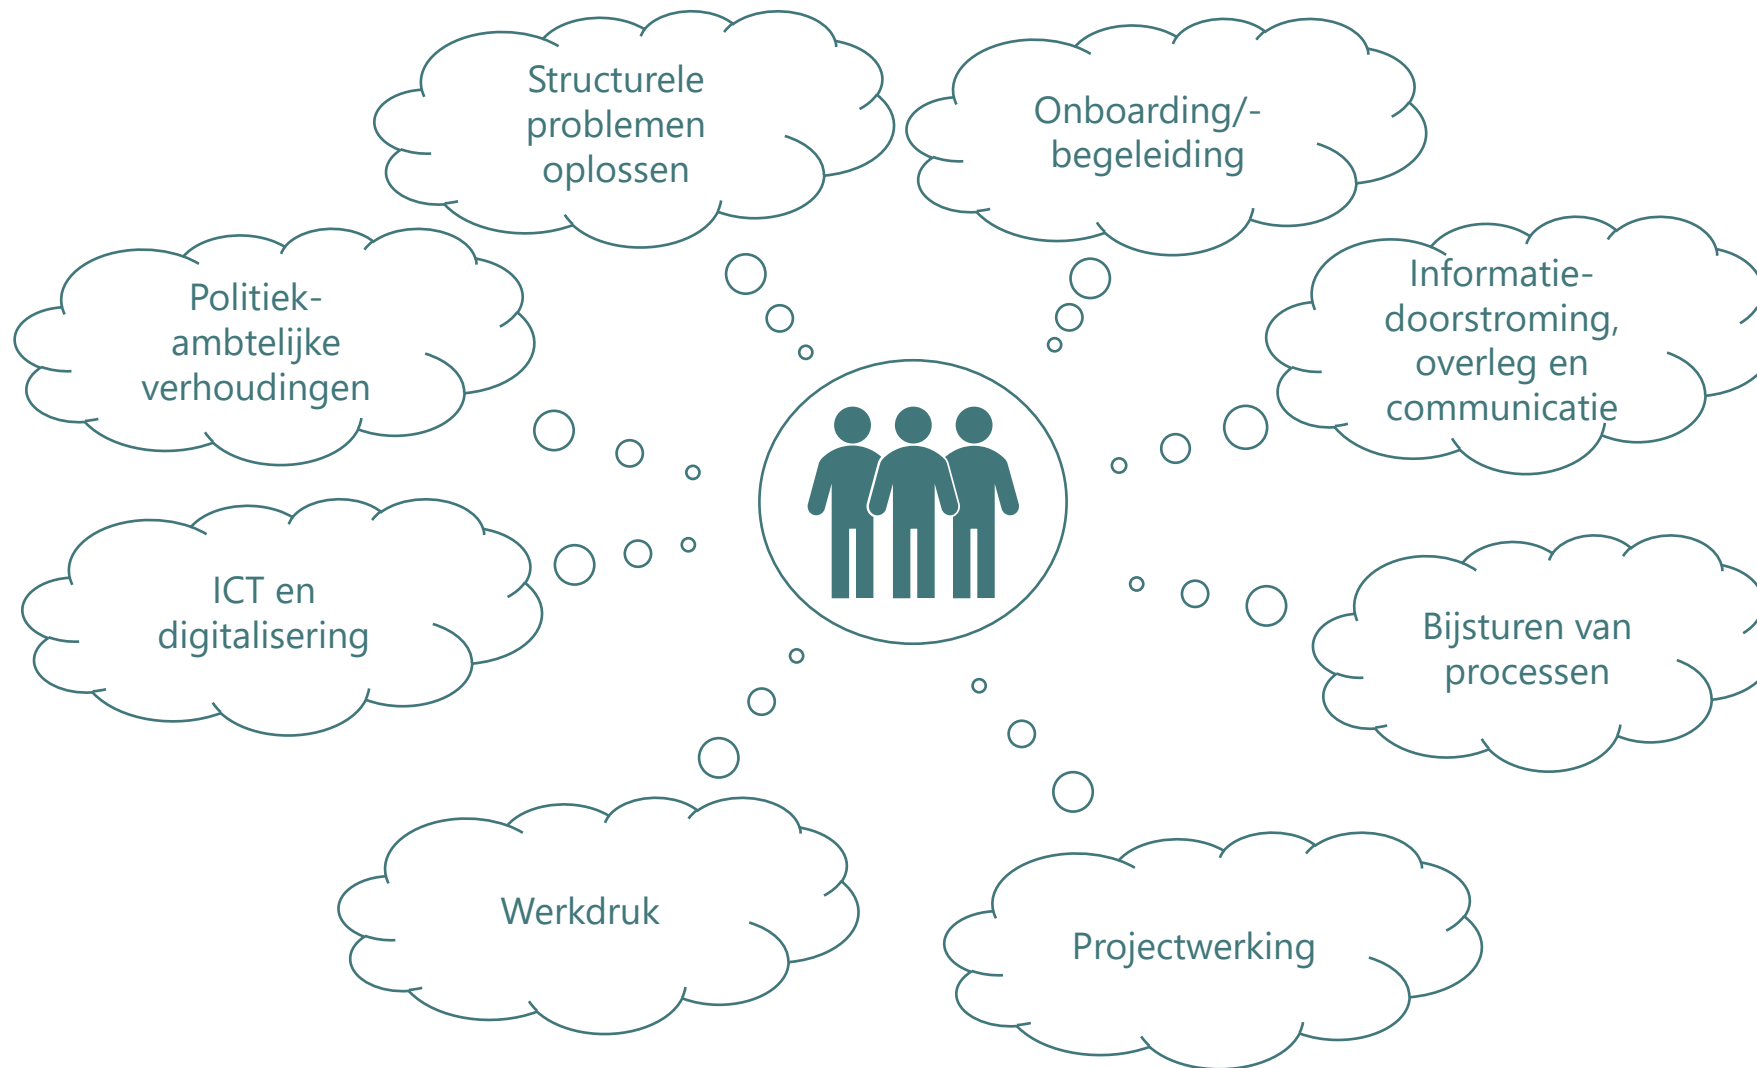 Structurele
problemen
oplossen
Onboarding/-
begeleiding
Politiek-
ambtelijke
verhoudingen
Informatie-
doorstroming,
overleg en
communicatie
ICT en
digitalisering
Bijsturen van
processen
Werkdruk
Projectwerking